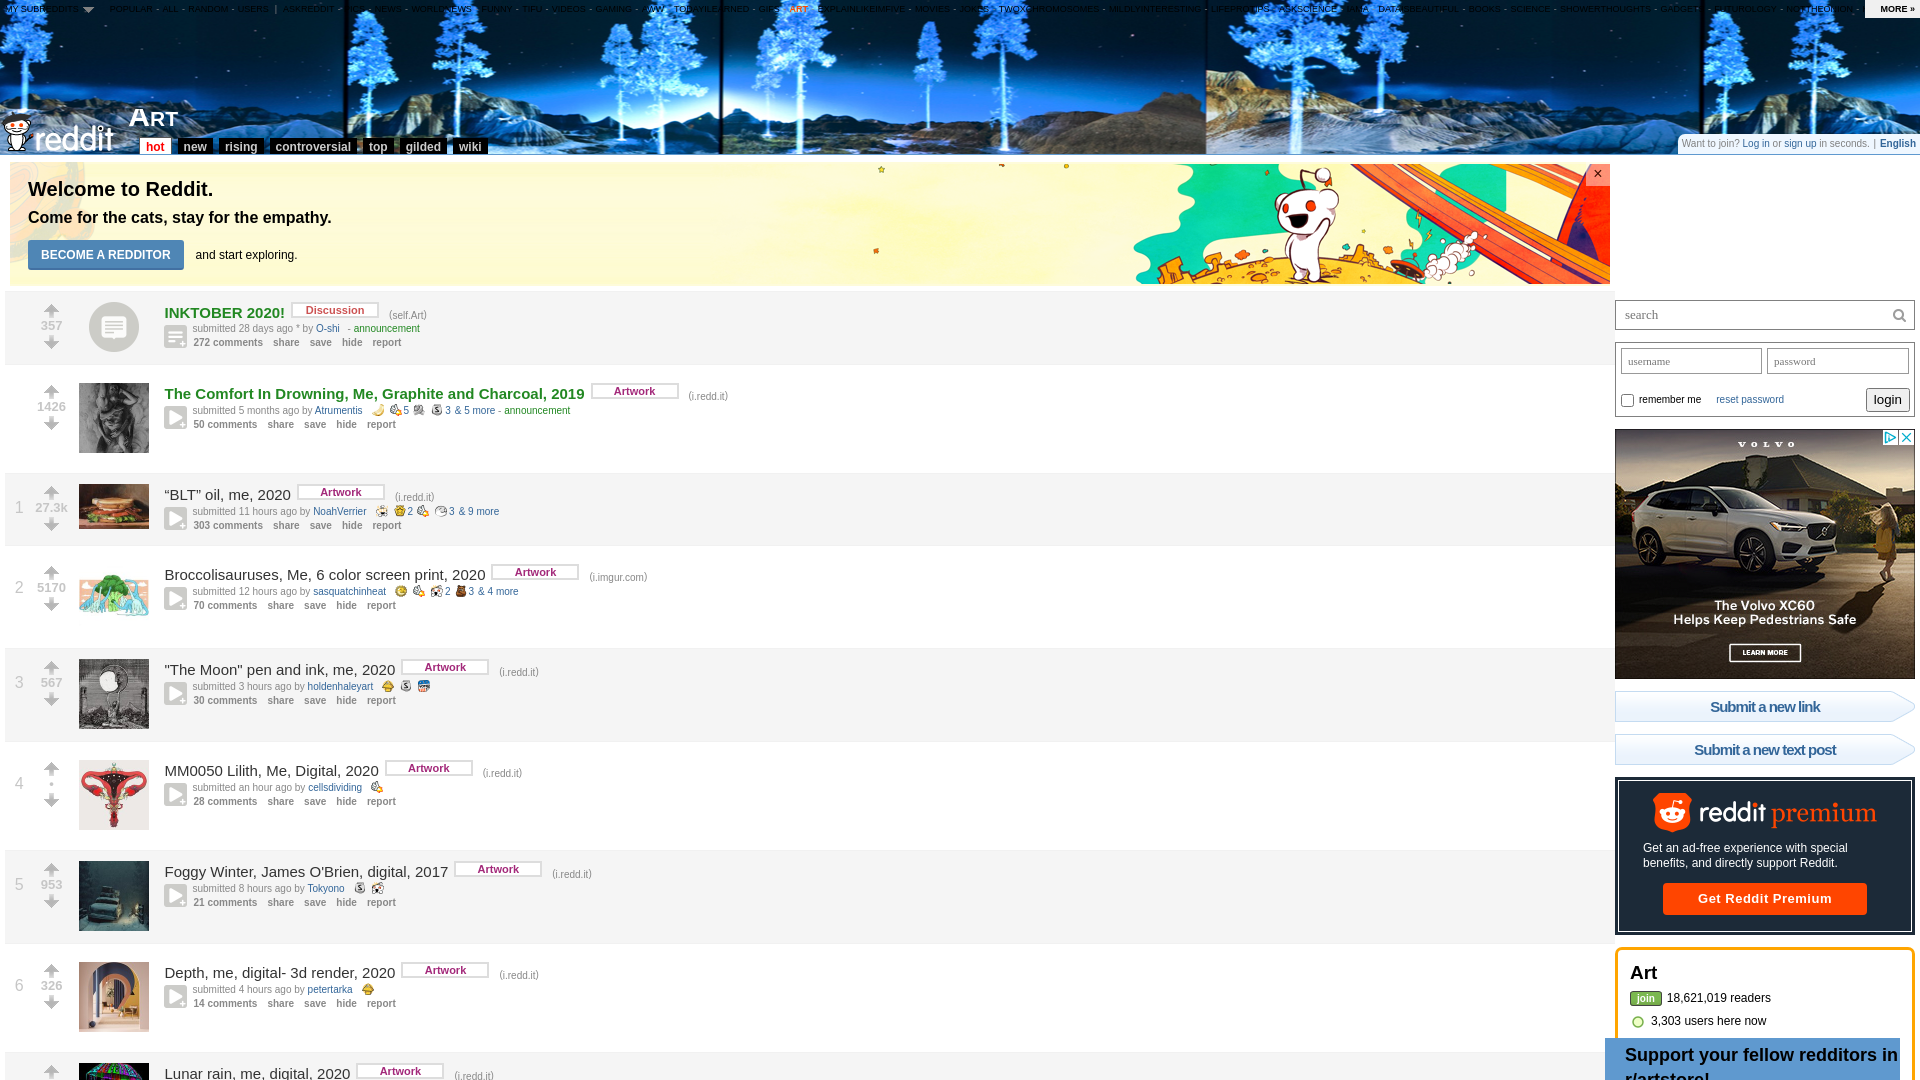 MY SUBREDDITS POPULAR - ALL - RANDOM - USERS | ASKREDDIT - PICS - NEWS - WORLDNEWS - FUNNY - TIFU - VIDEOS - GAMING - AWW - TODAYILEARNED - GIFS - ART - EXPLAINLIKEIMFIVE - MOVIES - JOKES - TWOXCHROMOSOMES - MILDLYINTERESTING - LIFEPROTIPS - ASKSCIENCE - IAMA - DATAISBEAUTIFUL - BOOKS - SCIENCE - SHOWERTHOUGHTS - GADGETS - FUTUROLOGY - NOTTHEONION - MORE »
reddit
ART
hot new rising controversial top gilded wiki
Want to join? Log in or sign up in seconds. | English
Welcome to Reddit.
×
Come for the cats, stay for the empathy.
BECOME A REDDITOR and start exploring.
357
INKTOBER 2020! Discussion (self.Art)
submitted 28 days ago * by O-shi - announcement
272 comments share save hide report
1426
The Comfort In Drowning, Me, Graphite and Charcoal, 2019 Artwork (i.redd.it)
submitted 5 months ago by Atrumentis 5 3 & 5 more - announcement
50 comments share save hide report
1
27.3k
“BLT” oil, me, 2020 Artwork (i.redd.it)
submitted 11 hours ago by NoahVerrier 2 3 & 9 more
303 comments share save hide report
2
5170
Broccolisauruses, Me, 6 color screen print, 2020 Artwork (i.imgur.com)
submitted 12 hours ago by sasquatchinheat 2 3 & 4 more
70 comments share save hide report
3
567
"The Moon" pen and ink, me, 2020 Artwork (i.redd.it)
submitted 3 hours ago by holdenhaleyart
30 comments share save hide report
4
•
MM0050 Lilith, Me, Digital, 2020 Artwork (i.redd.it)
submitted an hour ago by cellsdividing
28 comments share save hide report
5
953
Foggy Winter, James O'Brien, digital, 2017 Artwork (i.redd.it)
submitted 8 hours ago by Tokyono
21 comments share save hide report
6
326
Depth, me, digital- 3d render, 2020 Artwork (i.redd.it)
submitted 4 hours ago by petertarka
14 comments share save hide report
Lunar rain, me, digital, 2020 Artwork (i.redd.it)
search
username password
remember me reset password login
VOLVO
The Volvo XC60
Helps Keep Pedestrians Safe
LEARN MORE
Submit a new link
Submit a new text post
reddit premium
Get an ad-free experience with special
benefits, and directly support Reddit.
Get Reddit Premium
Art
join 18,621,019 readers
3,303 users here now
Support your fellow redditors in
r/artstore!